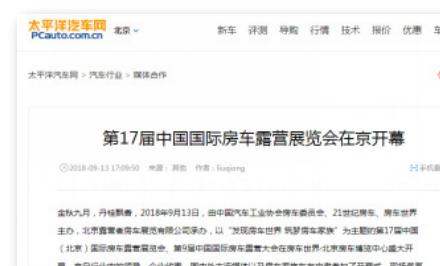 太平洋汽车网
PCauto.com.cn
北京
新车 评测 导购 行情 技术 报价 优惠
太平洋汽车网 > 汽车行业 > 媒体合作
第17届中国国际房车露营展览会在京开幕
2018-09-13 17:09:50 来源: 其他 作者: liuqiong
金秋九月，丹桂飘香，2018年9月13日，由中国汽车工业协会房车委员会、21世纪房车、房车世界
主办，北京露营者房车展览有限公司承办，以“发现房车世界 筑梦房车家族”为主题的第17届中国
（北京）国际房车露营展览会、第9届中国国际房车露营大会在房车世界·北京房车博览中心盛大开